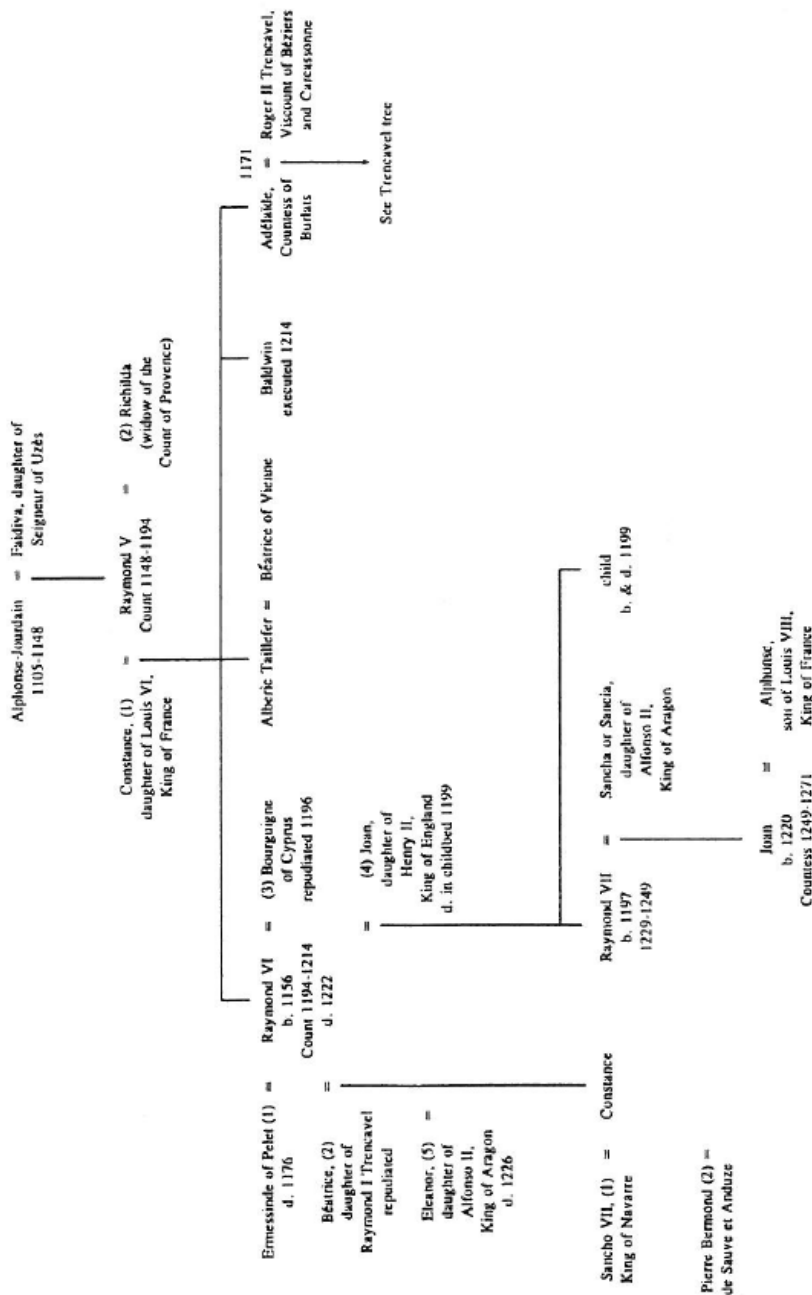 Alphonse-Jourdain = Faidiva, daughter of
1105-1148 Seigneur of Uzès
Constance, (1) = Raymond V = (2) Richilda
daughter of Louis VI, Count 1148-1194 (widow of the
King of France Count of Provence)
1171
Ermessinde of Pelet (1) = Raymond VI = (3) Bourguigne Alberic Taillefer = Béatrice of Vienne Baldwin Adélaïde, = Roger II Trencavel,
d. 1176 b. 1156 of Cyprus executed 1214 Countess of Viscount of Béziers
Count 1194-1214 repudiated 1196 Burlats and Carcassonne
d. 1222
Béatrice, (2) = = (4) Joan,
daughter of daughter of
Raymond I Trencavel Henry II,
repudiated King of England
d. in childbed 1199
See Trencavel tree
Eleanor, (5) =
daughter of
Alfonso II,
King of Aragon
d. 1226
Sancho VII, (1) = Constance Raymond VII = Sancha or Sancia, child
King of Navarre b. 1197 daughter of b. & d. 1199
1229-1249 Alfonso II,
King of Aragon
Pierre Bermond (2) =
de Sauve et Anduze
Joan = Alphonse,
b. 1220 son of Louis VIII,
Countess 1249-1271 King of France